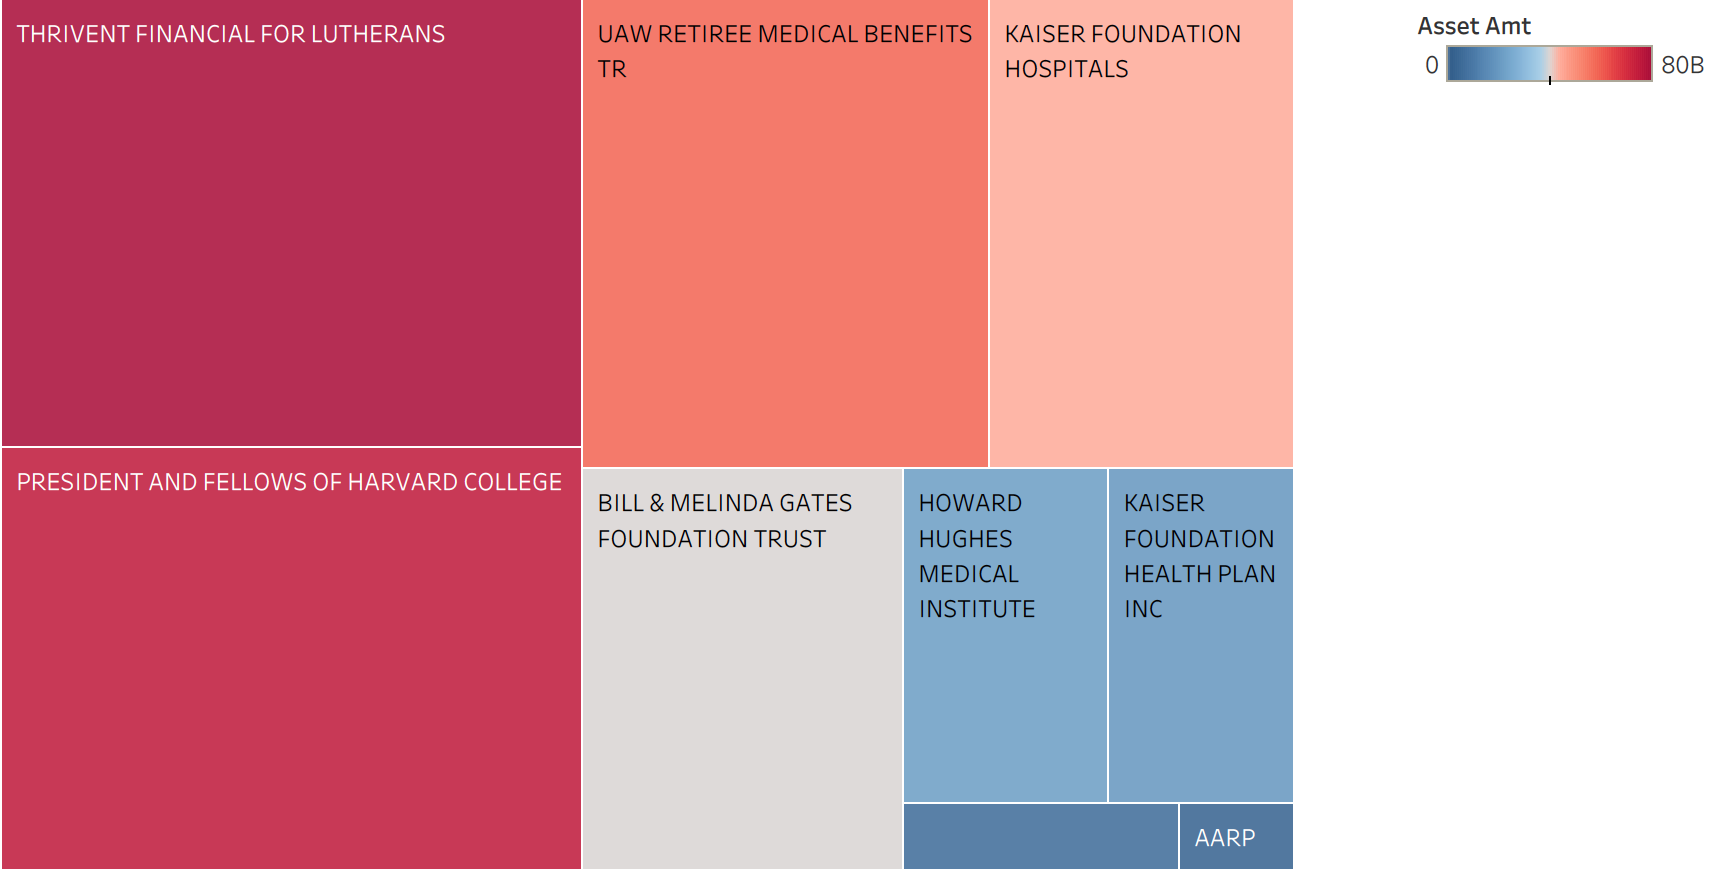 THRIVENT FINANCIAL FOR LUTHERANS
UAW RETIREE MEDICAL BENEFITS
TR
KAISER FOUNDATION
HOSPITALS
PRESIDENT AND FELLOWS OF HARVARD COLLEGE
BILL & MELINDA GATES
FOUNDATION TRUST
HOWARD
HUGHES
MEDICAL
INSTITUTE
KAISER
FOUNDATION
HEALTH PLAN
INC
AARP
Asset Amt
0
80B